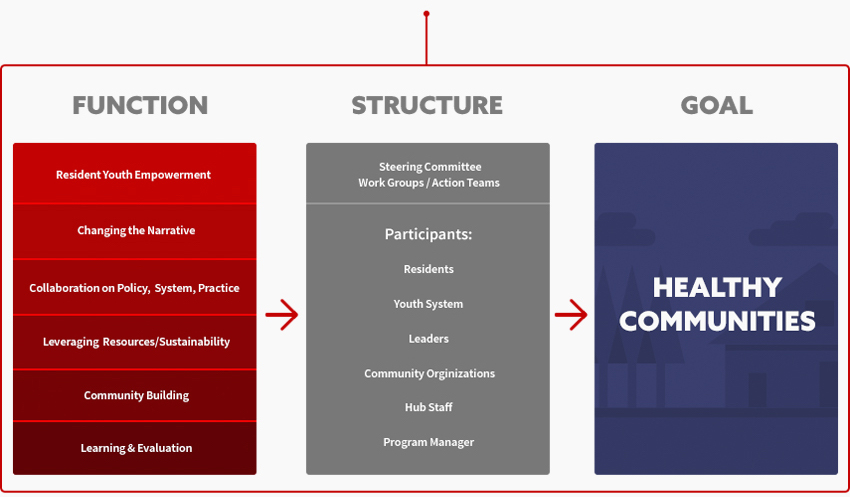 FUNCTION
Resident Youth Empowerment
Changing the Narrative
Collaboration on Policy, System, Practice
Leveraging Resources/Sustainability
Community Building
Learning & Evaluation
STRUCTURE
Steering Committee
Work Groups / Action Teams
Participants:
Residents
Youth System
Leaders
Community Orginizations
Hub Staff
Program Manager
GOAL
HEALTHY
COMMUNITIES